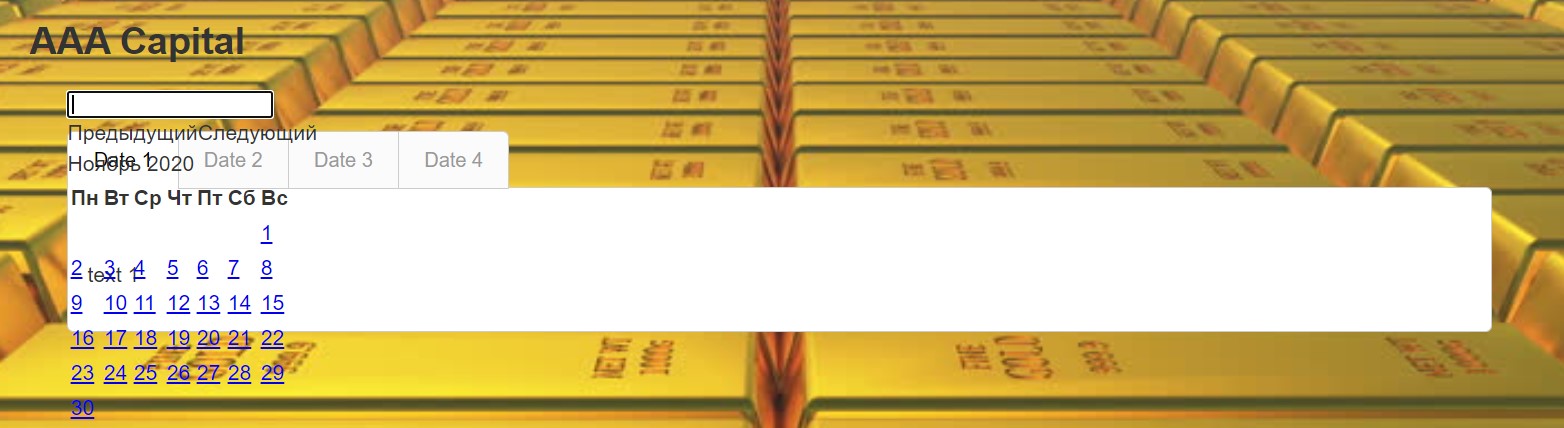 AAA Capital
ПредыдущийСледующий
Date 1 Date 2 Date 3 Date 4
Ноябрь 2020
Пн Вт Ср Чт Пт Сб Вс
1
2 3 4 5 6 7 8
text 1
9 10 11 12 13 14 15
16 17 18 19 20 21 22
23 24 25 26 27 28 29
30